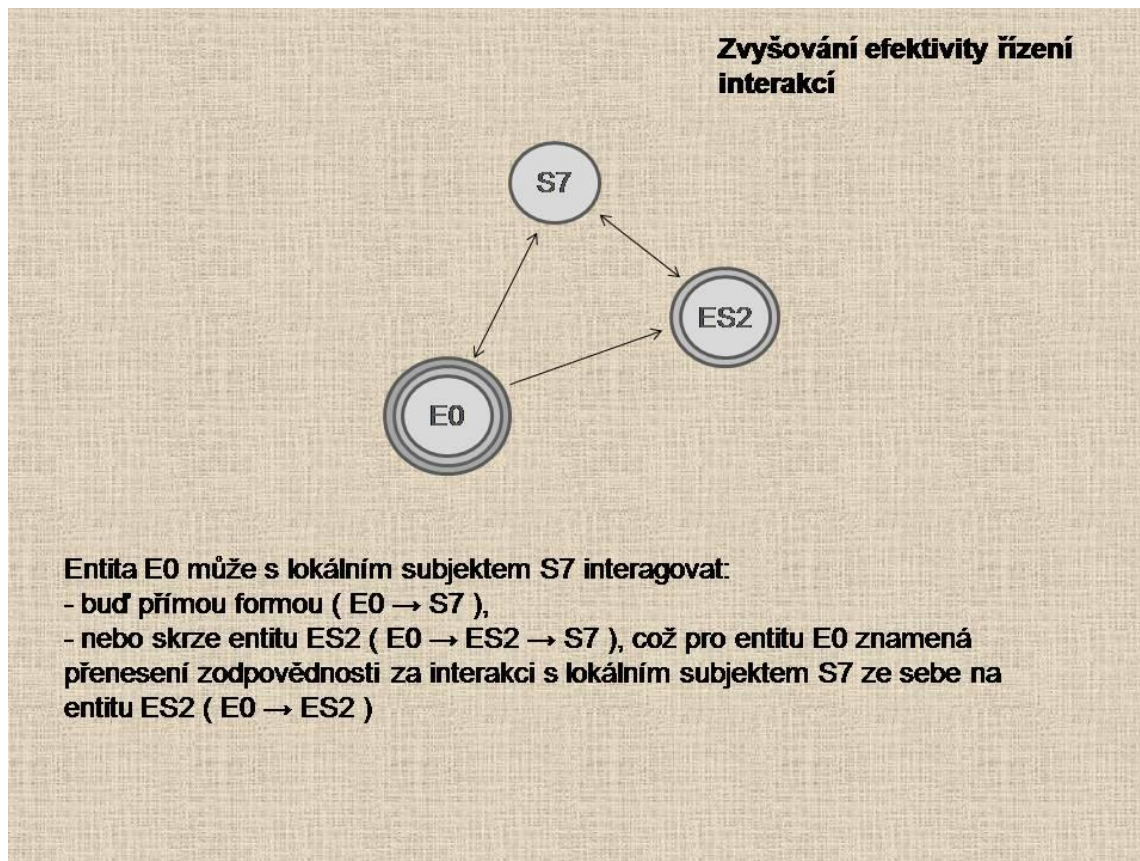 Zvyšování efektivity řízení
interakcí
S7
ES2
E0
Entita E0 může s lokálním subjektem S7 interagovat:
- buď přímou formou ( E0 → S7 ),
- nebo skrze entitu ES2 ( E0 → ES2 → S7 ), což pro entitu E0 znamená
přenesení zodpovědnosti za interakci s lokálním subjektem S7 ze sebe na
entitu ES2 ( E0 → ES2 )